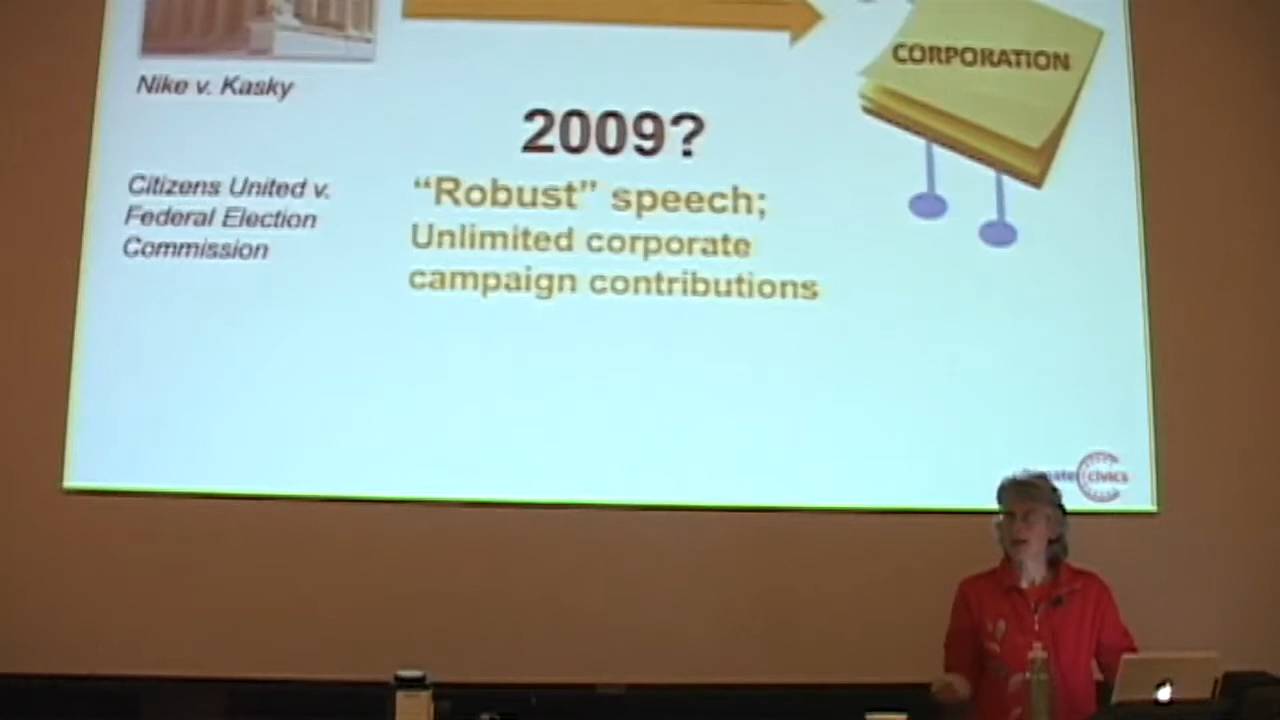 CORPORATION
Nike v. Kasky
2009?
Citizens United v.
Federal Election
Commission
"Robust" speech;
Unlimited corporate
campaign contributions
civics